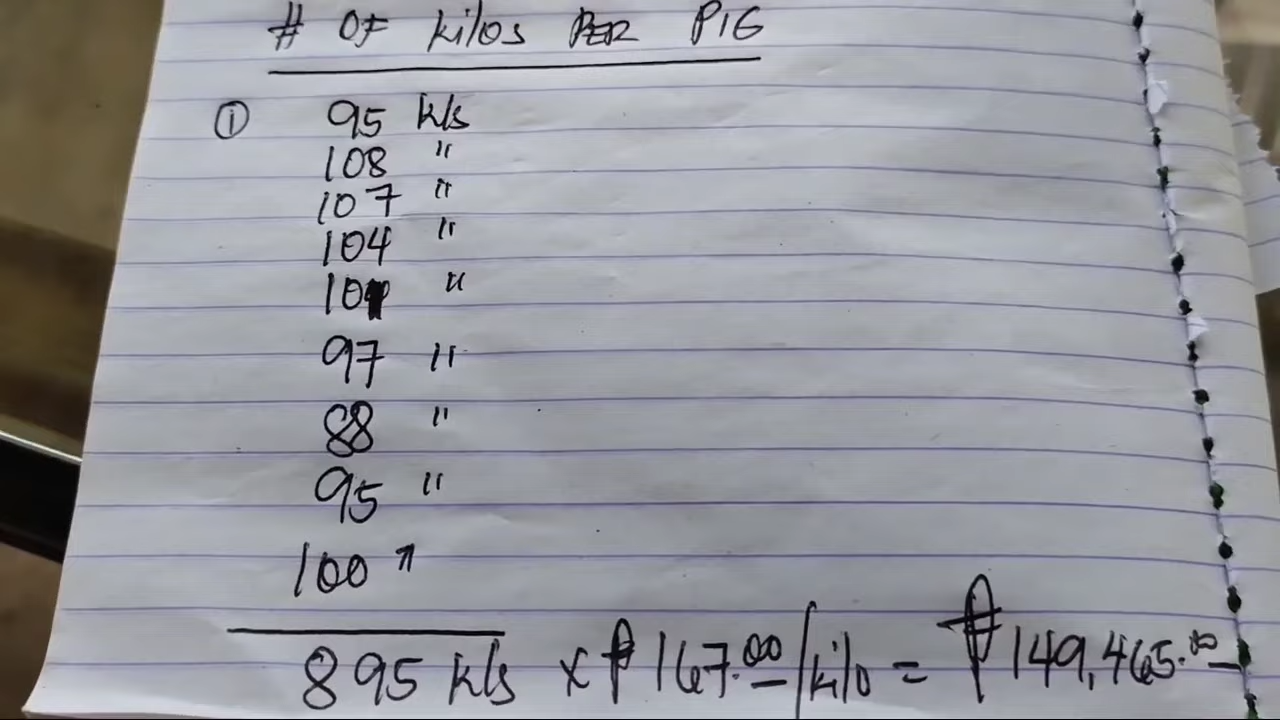 # OF kilos PER PIG
① 95 kls
108 "
107 "
104 "
101 "
97 "
88 "
95 "
100 "
895 kls x ₱167.00/kilo = ₱149,465.00